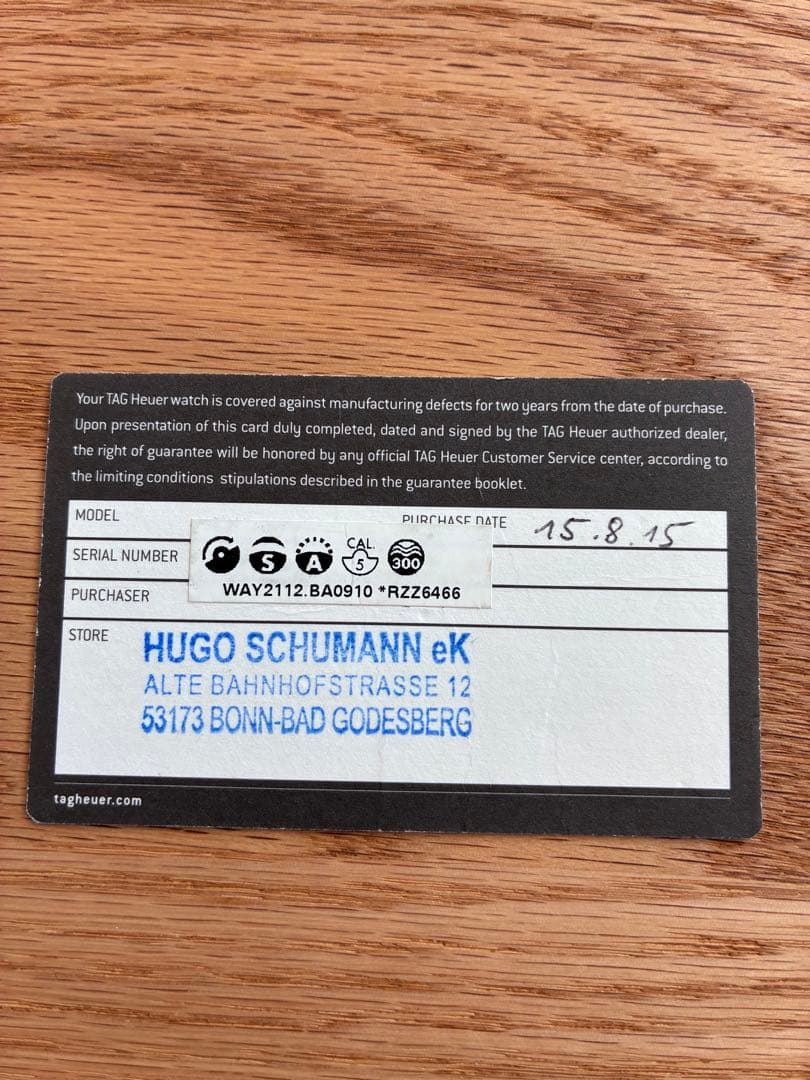 Your TAG Heuer watch is covered against manufacturing defects for two years from the date of purchase.
Upon presentation of this card duly completed, dated and signed by the TAG Heuer authorized dealer,
the right of guarantee will be honored by any official TAG Heuer Customer Service center, according to
the limiting conditions stipulations described in the guarantee booklet.
MODEL
PURCHASE DATE 15.8.15
SERIAL NUMBER
S A CAL. 5 300
WAY2112.BA0910 *RZZ6466
PURCHASER
STORE
HUGO SCHUMANN eK
ALTE BAHNHOFSTRASSE 12
53173 BONN-BAD GODESBERG
tagheuer.com